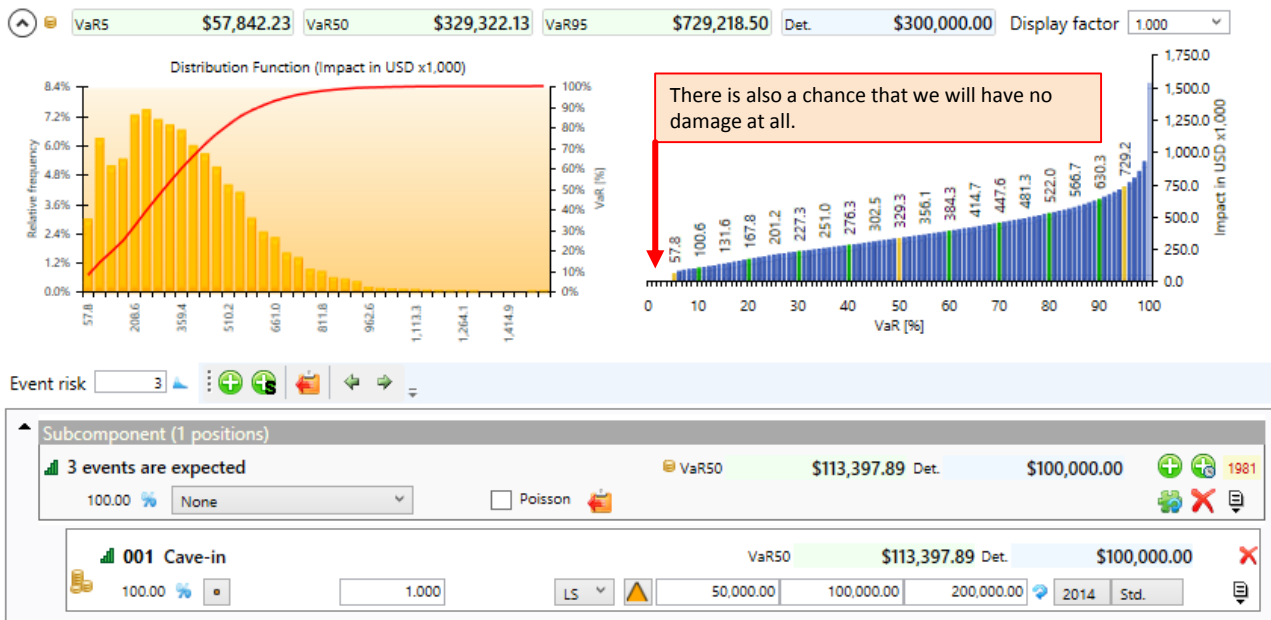 VaR5 $57,842.23 VaR50 $329,322.13 VaR95 $729,218.50 Det. $300,000.00 Display factor 1.000
Distribution Function (Impact in USD x1,000)
8.4%
7.2%
6.0%
4.8%
3.6%
2.4%
1.2%
0.0%
Relative frequency
100%
90%
80%
70%
60%
50%
40%
30%
20%
10%
0%
VaR [%]
57.8 208.6 359.4 510.2 661.0 811.8 962.6 1,113.3 1,264.1 1,414.9
There is also a chance that we will have no
damage at all.
57.8 100.6 131.6 167.8 201.2 227.3 251.0 276.3 302.5 329.3 356.1 384.3 414.7 447.6 481.3 522.0 566.7 630.3 729.2
1,750.0
1,500.0
1,250.0
1,000.0
750.0
500.0
250.0
0.0
Impact in USD x1,000
0 10 20 30 40 50 60 70 80 90 100
VaR [%]
Event risk 3 S
Subcomponent (1 positions)
3 events are expected VaR50 $113,397.89 Det. $100,000.00 1981
100.00 % None Poisson
001 Cave-in VaR50 $113,397.89 Det. $100,000.00
100.00 % 1.000 LS 50,000.00 100,000.00 200,000.00 2014 Std.